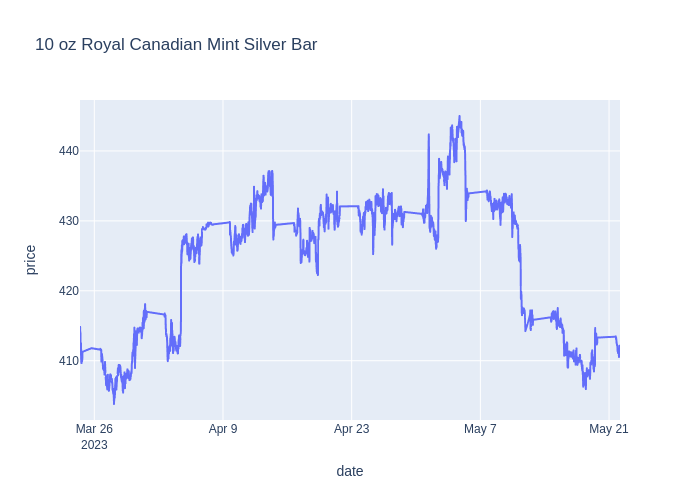 10 oz Royal Canadian Mint Silver Bar
price
440
430
420
410
Mar 26
2023
Apr 9
Apr 23
May 7
May 21
date